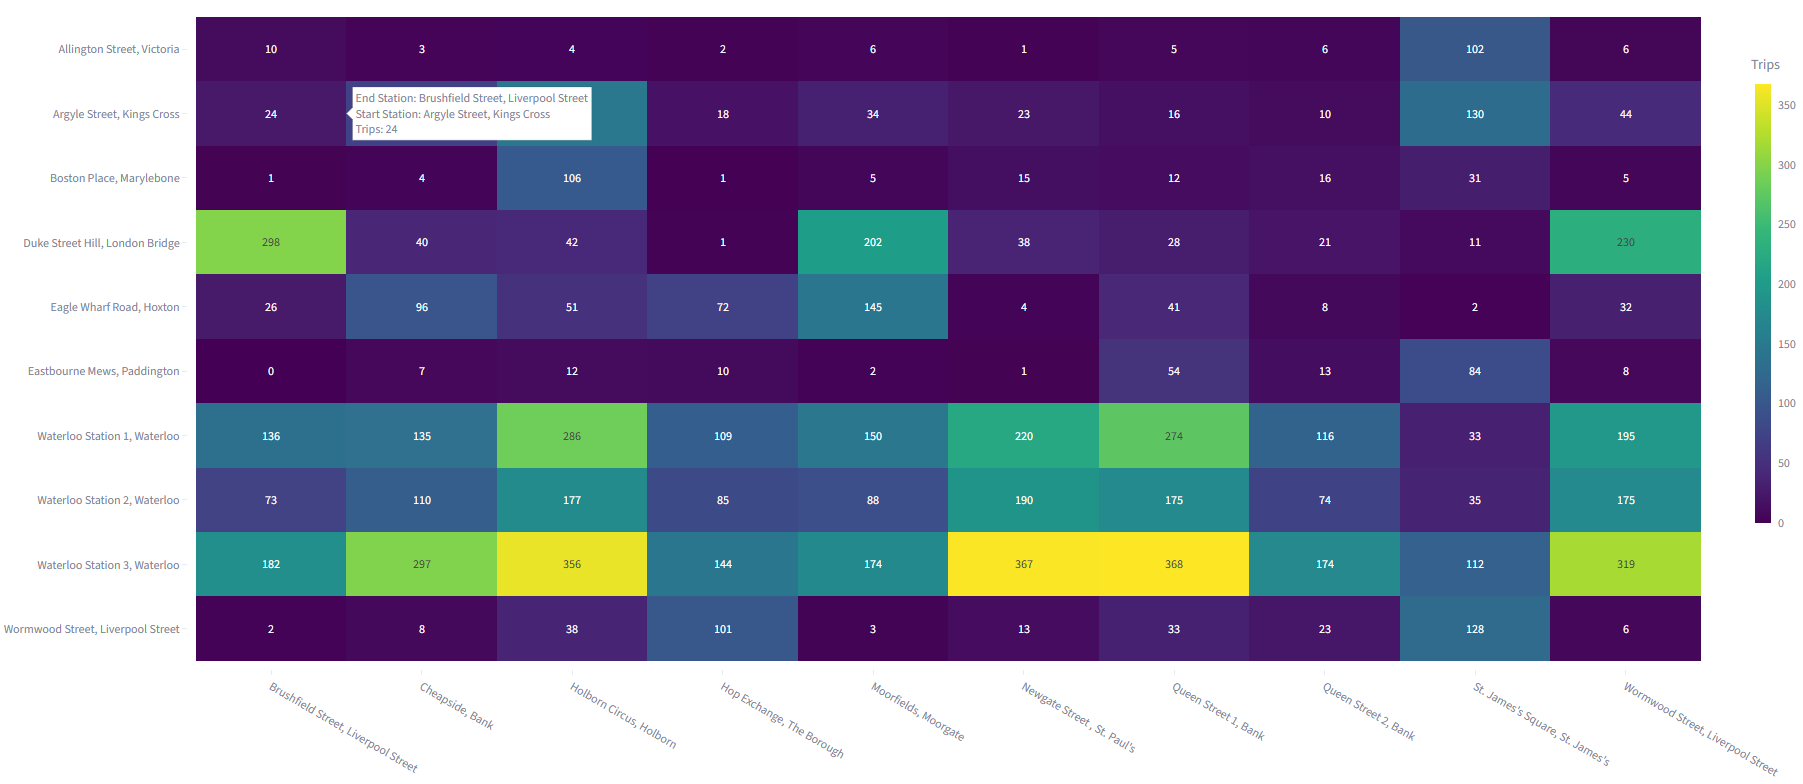 Allington Street, Victoria 10 3 4 2 6 1 5 6 102 6
Trips
Argyle Street, Kings Cross 24 18 34 23 16 10 130 44
End Station: Brushfield Street, Liverpool Street
Start Station: Argyle Street, Kings Cross
Trips: 24
Boston Place, Marylebone 1 4 106 1 5 15 12 16 31 5
Duke Street Hill, London Bridge 298 40 42 1 202 38 28 21 11 230
Eagle Wharf Road, Hoxton 26 96 51 72 145 4 41 8 2 32
Eastbourne Mews, Paddington 0 7 12 10 2 1 54 13 84 8
Waterloo Station 1, Waterloo 136 135 286 109 150 220 274 116 33 195
Waterloo Station 2, Waterloo 73 110 177 85 88 190 175 74 35 175
Waterloo Station 3, Waterloo 182 297 356 144 174 367 368 174 112 319
Wormwood Street, Liverpool Street 2 8 38 101 3 13 33 23 128 6
350
300
250
200
150
100
50
0
Brushfield Street, Liverpool Street
Cheapside, Bank
Holborn Circus, Holborn
Hop Exchange, The Borough
Moorfields, Moorgate
Newgate Street , St. Paul's
Queen Street 1, Bank
Queen Street 2, Bank
St. James's Square, St. James's
Wormwood Street, Liverpool Street